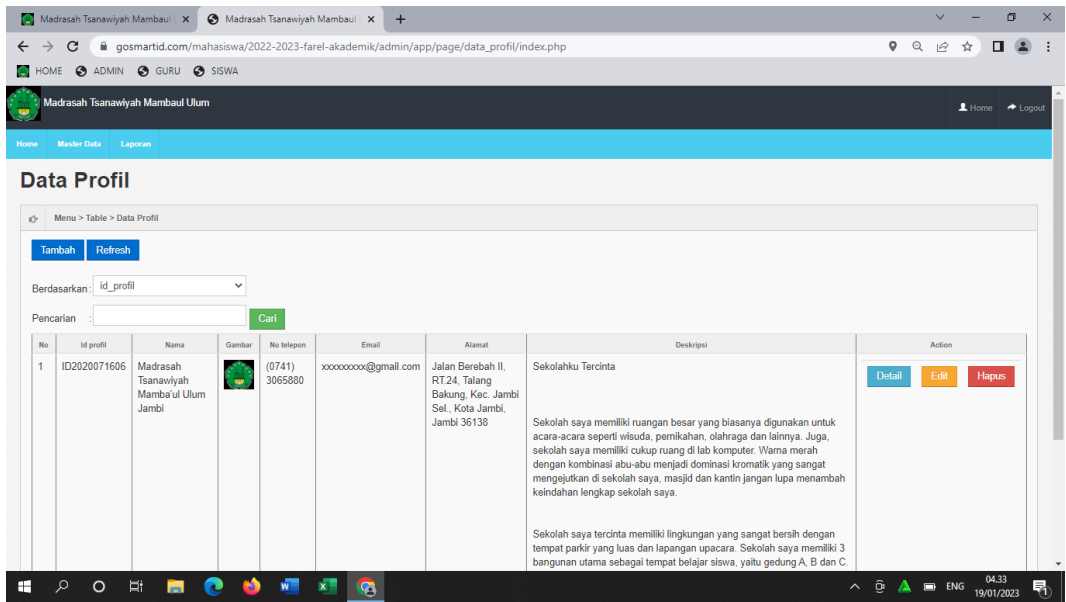 Madrasah Tsanawiyah Mambaul
Madrasah Tsanawiyah Mambaul
gosmartid.com/mahasiswa/2022-2023-farel-akademik/admin/app/page/data_profil/index.php
HOME ADMIN GURU SISWA
Madrasah Tsanawiyah Mambaul Ulum
Home Logout
Home Master Data Laporan
Data Profil
Menu > Table > Data Profil
Tambah Refresh
Berdasarkan : id_profil
Pencarian : Cari
No Id profil Nama Gambar No telepon Email Alamat Deskripsi Action
1 ID2020071606 Madrasah (0741) xxxxxxxxx@gmail.com Jalan Berebah II, Sekolahku Tercinta
Tsanawiyah 3065880 RT.24, Talang Detail Edit Hapus
Mamba'ul Ulum Bakung, Kec. Jambi
Jambi Sel., Kota Jambi,
Jambi 36138 Sekolah saya memiliki ruangan besar yang biasanya digunakan untuk
acara-acara seperti wisuda, pernikahan, olahraga dan lainnya. Juga,
sekolah saya memiliki cukup ruang di lab komputer. Warna merah
dengan kombinasi abu-abu menjadi dominasi kromatik yang sangat
mengejutkan di sekolah saya, masjid dan kantin jangan lupa menambah
keindahan lengkap sekolah saya.
Sekolah saya tercinta memiliki lingkungan yang sangat bersih dengan
tempat parkir yang luas dan lapangan upacara. Sekolah saya memiliki 3
bangunan utama sebagai tempat belajar siswa, yaitu gedung A, B dan C.
ENG 04.33
19/01/2023